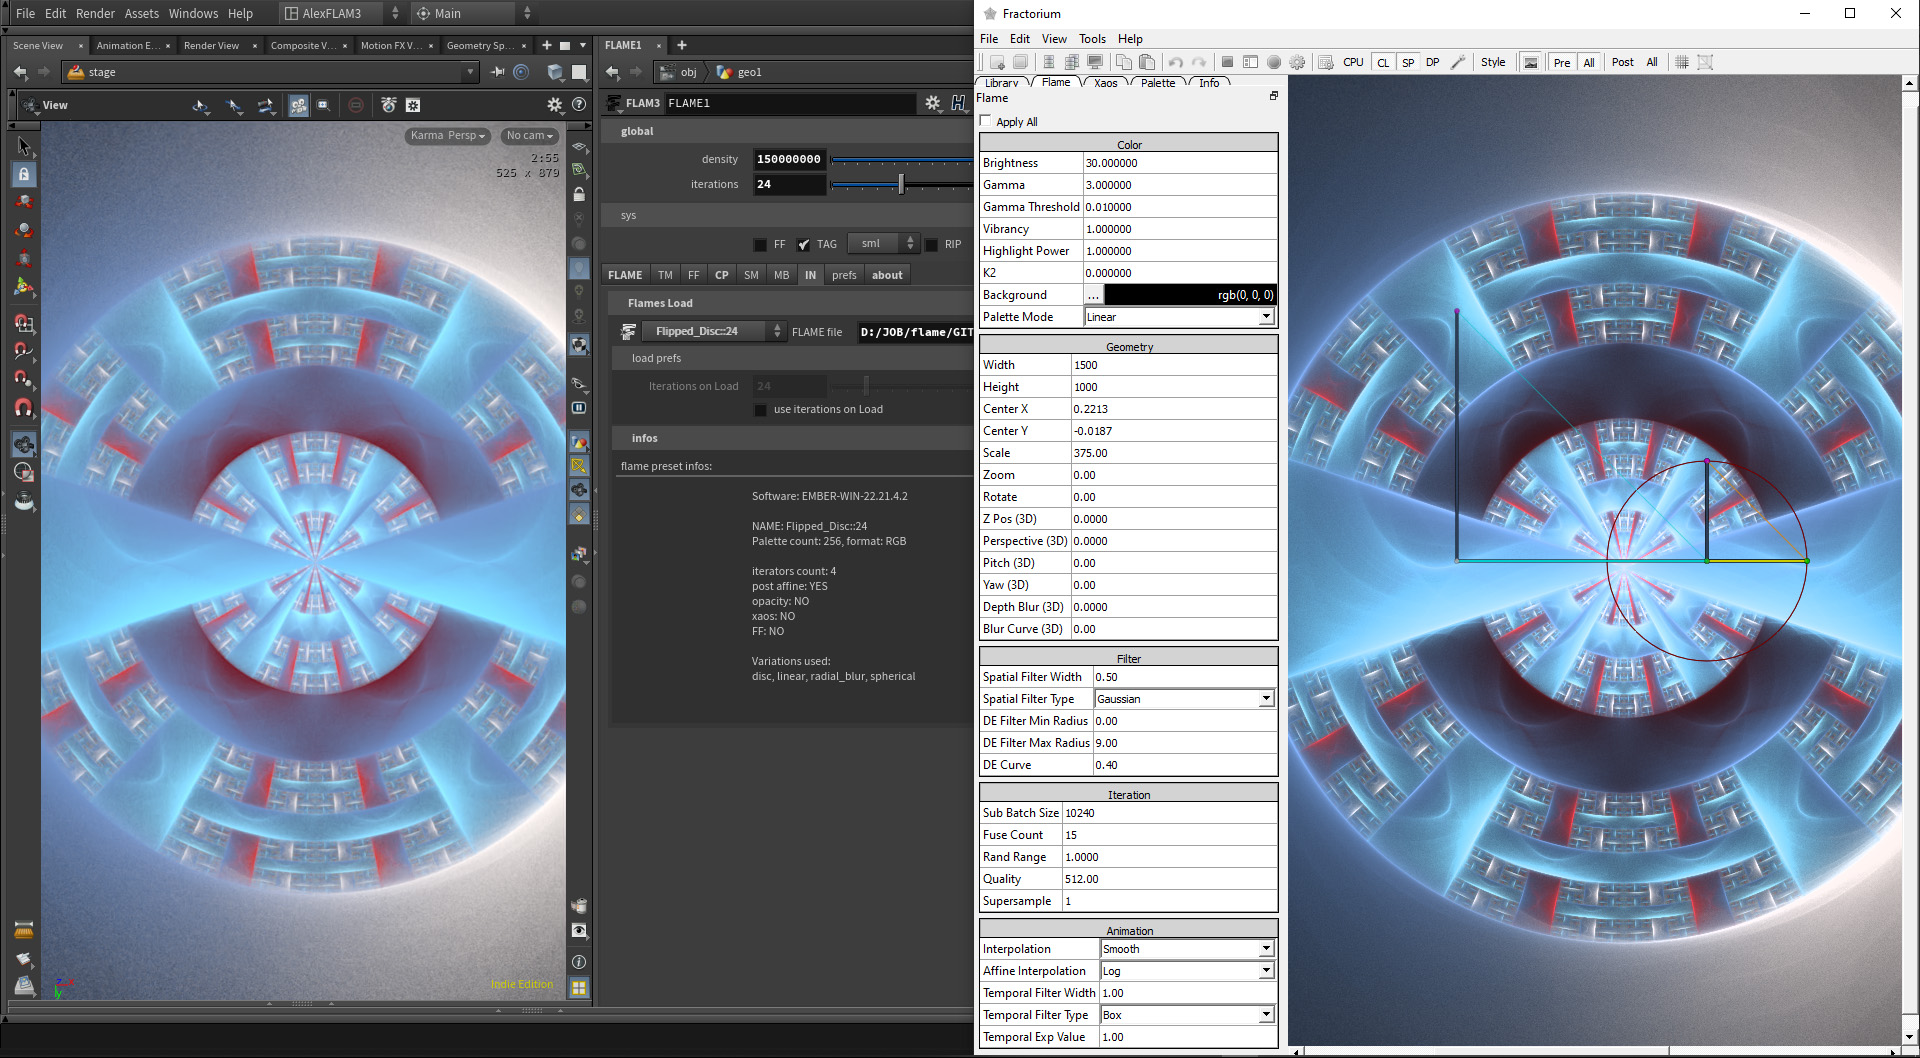 File Edit Render Assets Windows Help AlexFLAM3 Main
Scene View × Animation E... × Render View × Composite V... × Motion FX V... × Geometry Sp... ×
stage
View
Karma Persp No cam
2:55
525 x 879
Indie Edition
FLAME1 ×
obj geo1
FLAM3 FLAME1
global
density 150000000
iterations 24
sys
FF TAG sml RIP
FLAME TM FF CP SM MB IN prefs about
Flames Load
Flipped_Disc::24 FLAME file D:/JOB/flame/GIT
load prefs
Iterations on Load 24
use iterations on Load
infos
flame preset infos:
Software: EMBER-WIN-22.21.4.2
NAME: Flipped_Disc::24
Palette count: 256, format: RGB
iterators count: 4
post affine: YES
opacity: NO
xaos: NO
FF: NO
Variations used:
disc, linear, radial_blur, spherical
Fractorium
File Edit View Tools Help
CPU CL SP DP Style Pre All Post All
Library Flame Xaos Palette Info
Flame
Apply All
Color
Brightness 30.000000
Gamma 3.000000
Gamma Threshold 0.010000
Vibrancy 1.000000
Highlight Power 1.000000
K2 0.000000
Background ... rgb(0, 0, 0)
Palette Mode Linear
Geometry
Width 1500
Height 1000
Center X 0.2213
Center Y -0.0187
Scale 375.00
Zoom 0.00
Rotate 0.00
Z Pos (3D) 0.0000
Perspective (3D) 0.0000
Pitch (3D) 0.00
Yaw (3D) 0.00
Depth Blur (3D) 0.0000
Blur Curve (3D) 0.00
Filter
Spatial Filter Width 0.50
Spatial Filter Type Gaussian
DE Filter Min Radius 0.00
DE Filter Max Radius 9.00
DE Curve 0.40
Iteration
Sub Batch Size 10240
Fuse Count 15
Rand Range 1.0000
Quality 512.00
Supersample 1
Animation
Interpolation Smooth
Affine Interpolation Log
Temporal Filter Width 1.00
Temporal Filter Type Box
Temporal Exp Value 1.00